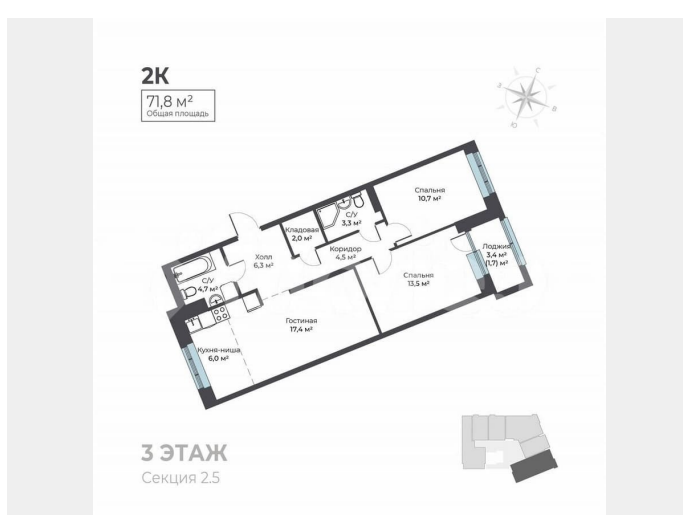 2К
71,8 м²
Общая площадь
С
З
В
Ю
Спальня
10,7 м²
С/У
3,3 м²
Кладовая
2,0 м²
Лоджия
3,4 м²
(1,7) м²
Коридор
4,5 м²
Холл
6,3 м²
Спальня
13,5 м²
С/У
4,7 м²
Гостиная
17,4 м²
Кухня-ниша
6,0 м²
3 ЭТАЖ
Секция 2.5